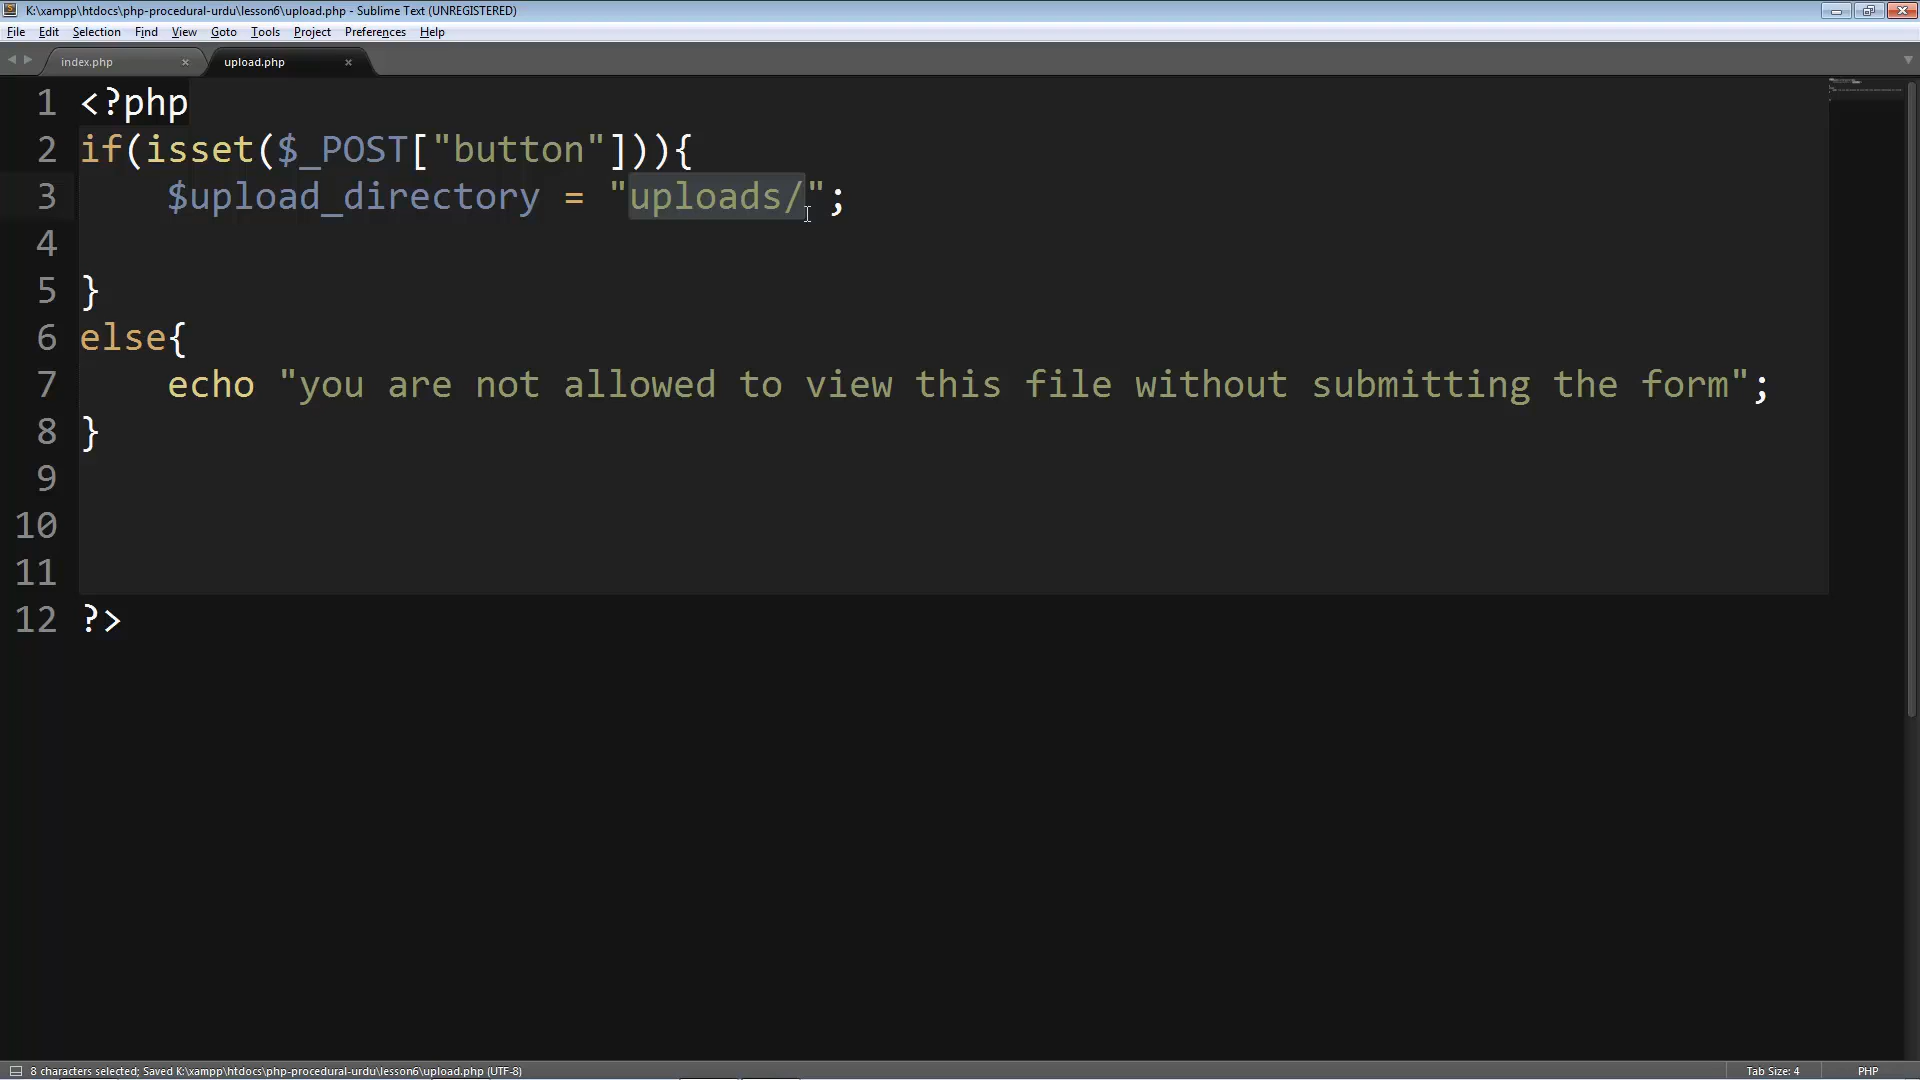 K:\xampp\htdocs\php-procedural-urdu\lesson6\upload.php - Sublime Text (UNREGISTERED)
File Edit Selection Find View Goto Tools Project Preferences Help
index.php × upload.php ×
1 <?php
2 if(isset($_POST["button"])){
3     $upload_directory = "uploads/";
4
5 }
6 else{
7     echo "you are not allowed to view this file without submitting the form";
8 }
9
10
11
12 ?>
8 characters selected; Saved K:\xampp\htdocs\php-procedural-urdu\lesson6\upload.php (UTF-8) Tab Size: 4 PHP